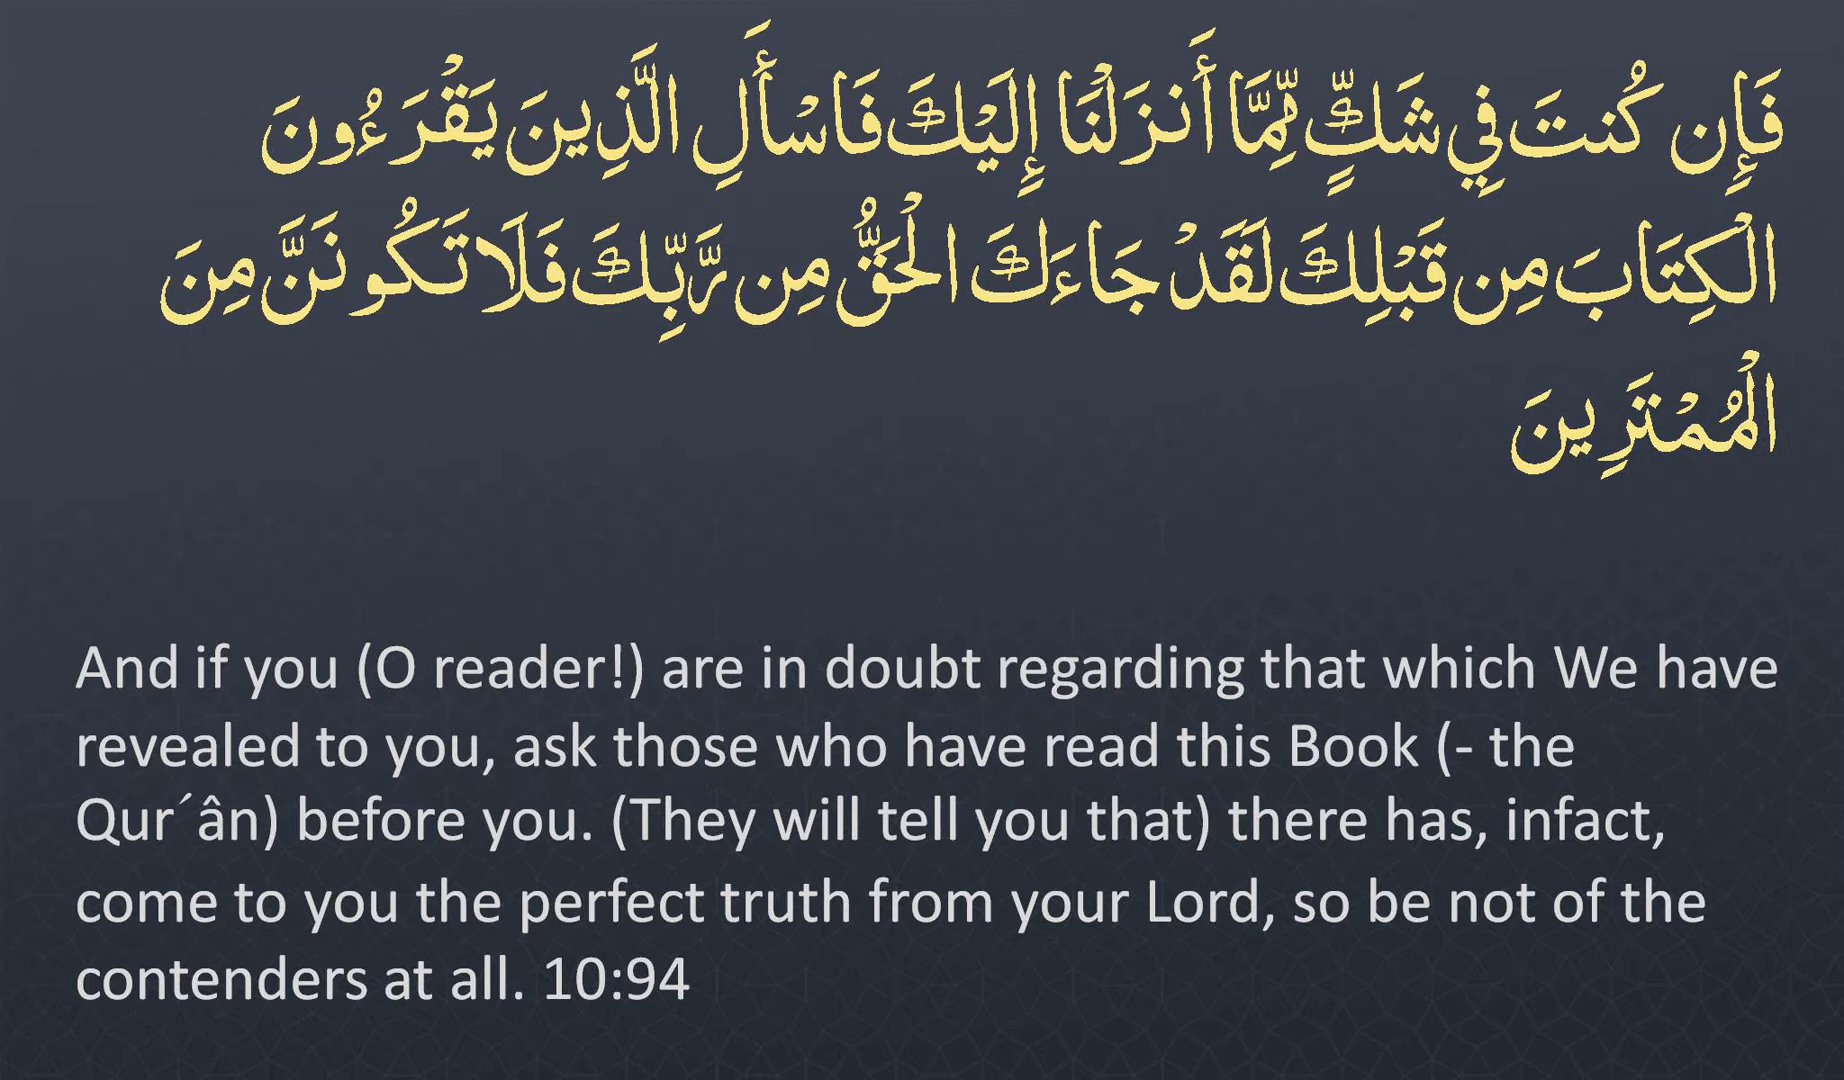 فَإِن كُنتَ فِي شَكٍّ مِّمَّا أَنزَلْنَا إِلَيْكَ فَاسْأَلِ الَّذِينَ يَقْرَءُونَ
الْكِتَابَ مِن قَبْلِكَ لَقَدْ جَاءَكَ الْحَقُّ مِن رَّبِّكَ فَلَا تَكُونَنَّ مِنَ
الْمُمْتَرِينَ
And if you (O reader!) are in doubt regarding that which We have
revealed to you, ask those who have read this Book (- the
Qur´ân) before you. (They will tell you that) there has, infact,
come to you the perfect truth from your Lord, so be not of the
contenders at all. 10:94